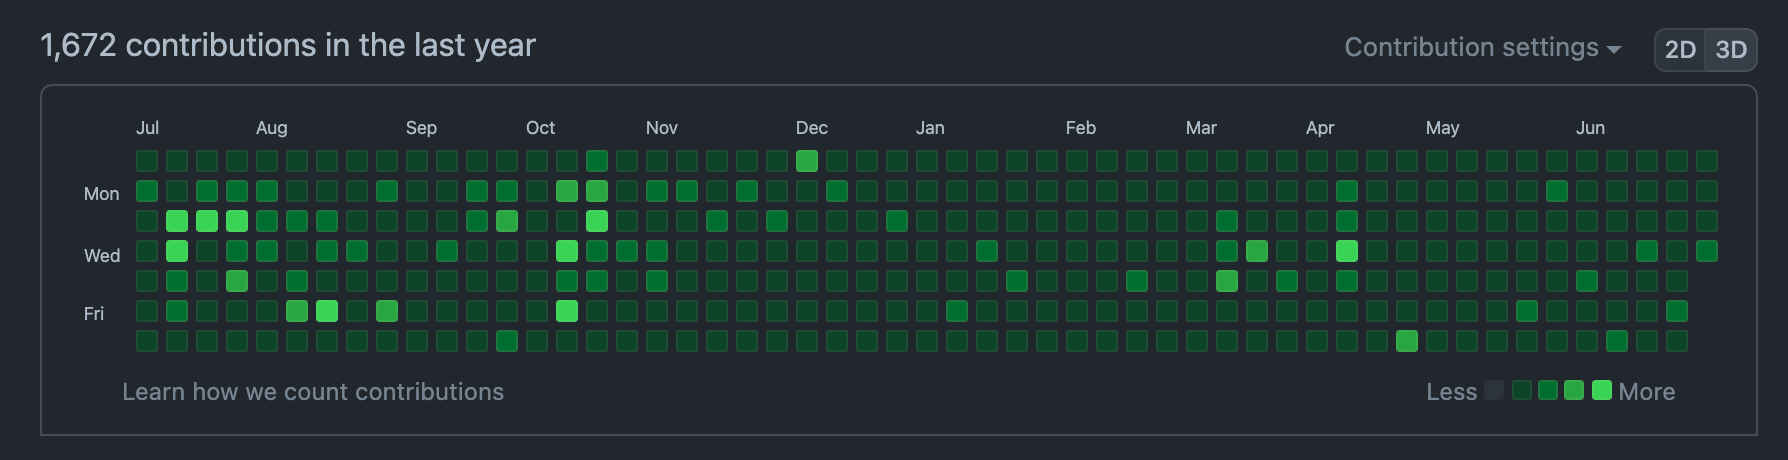 1,672 contributions in the last year
Contribution settings
2D 3D
Jul Aug Sep Oct Nov Dec Jan Feb Mar Apr May Jun
Mon
Wed
Fri
Learn how we count contributions
Less More